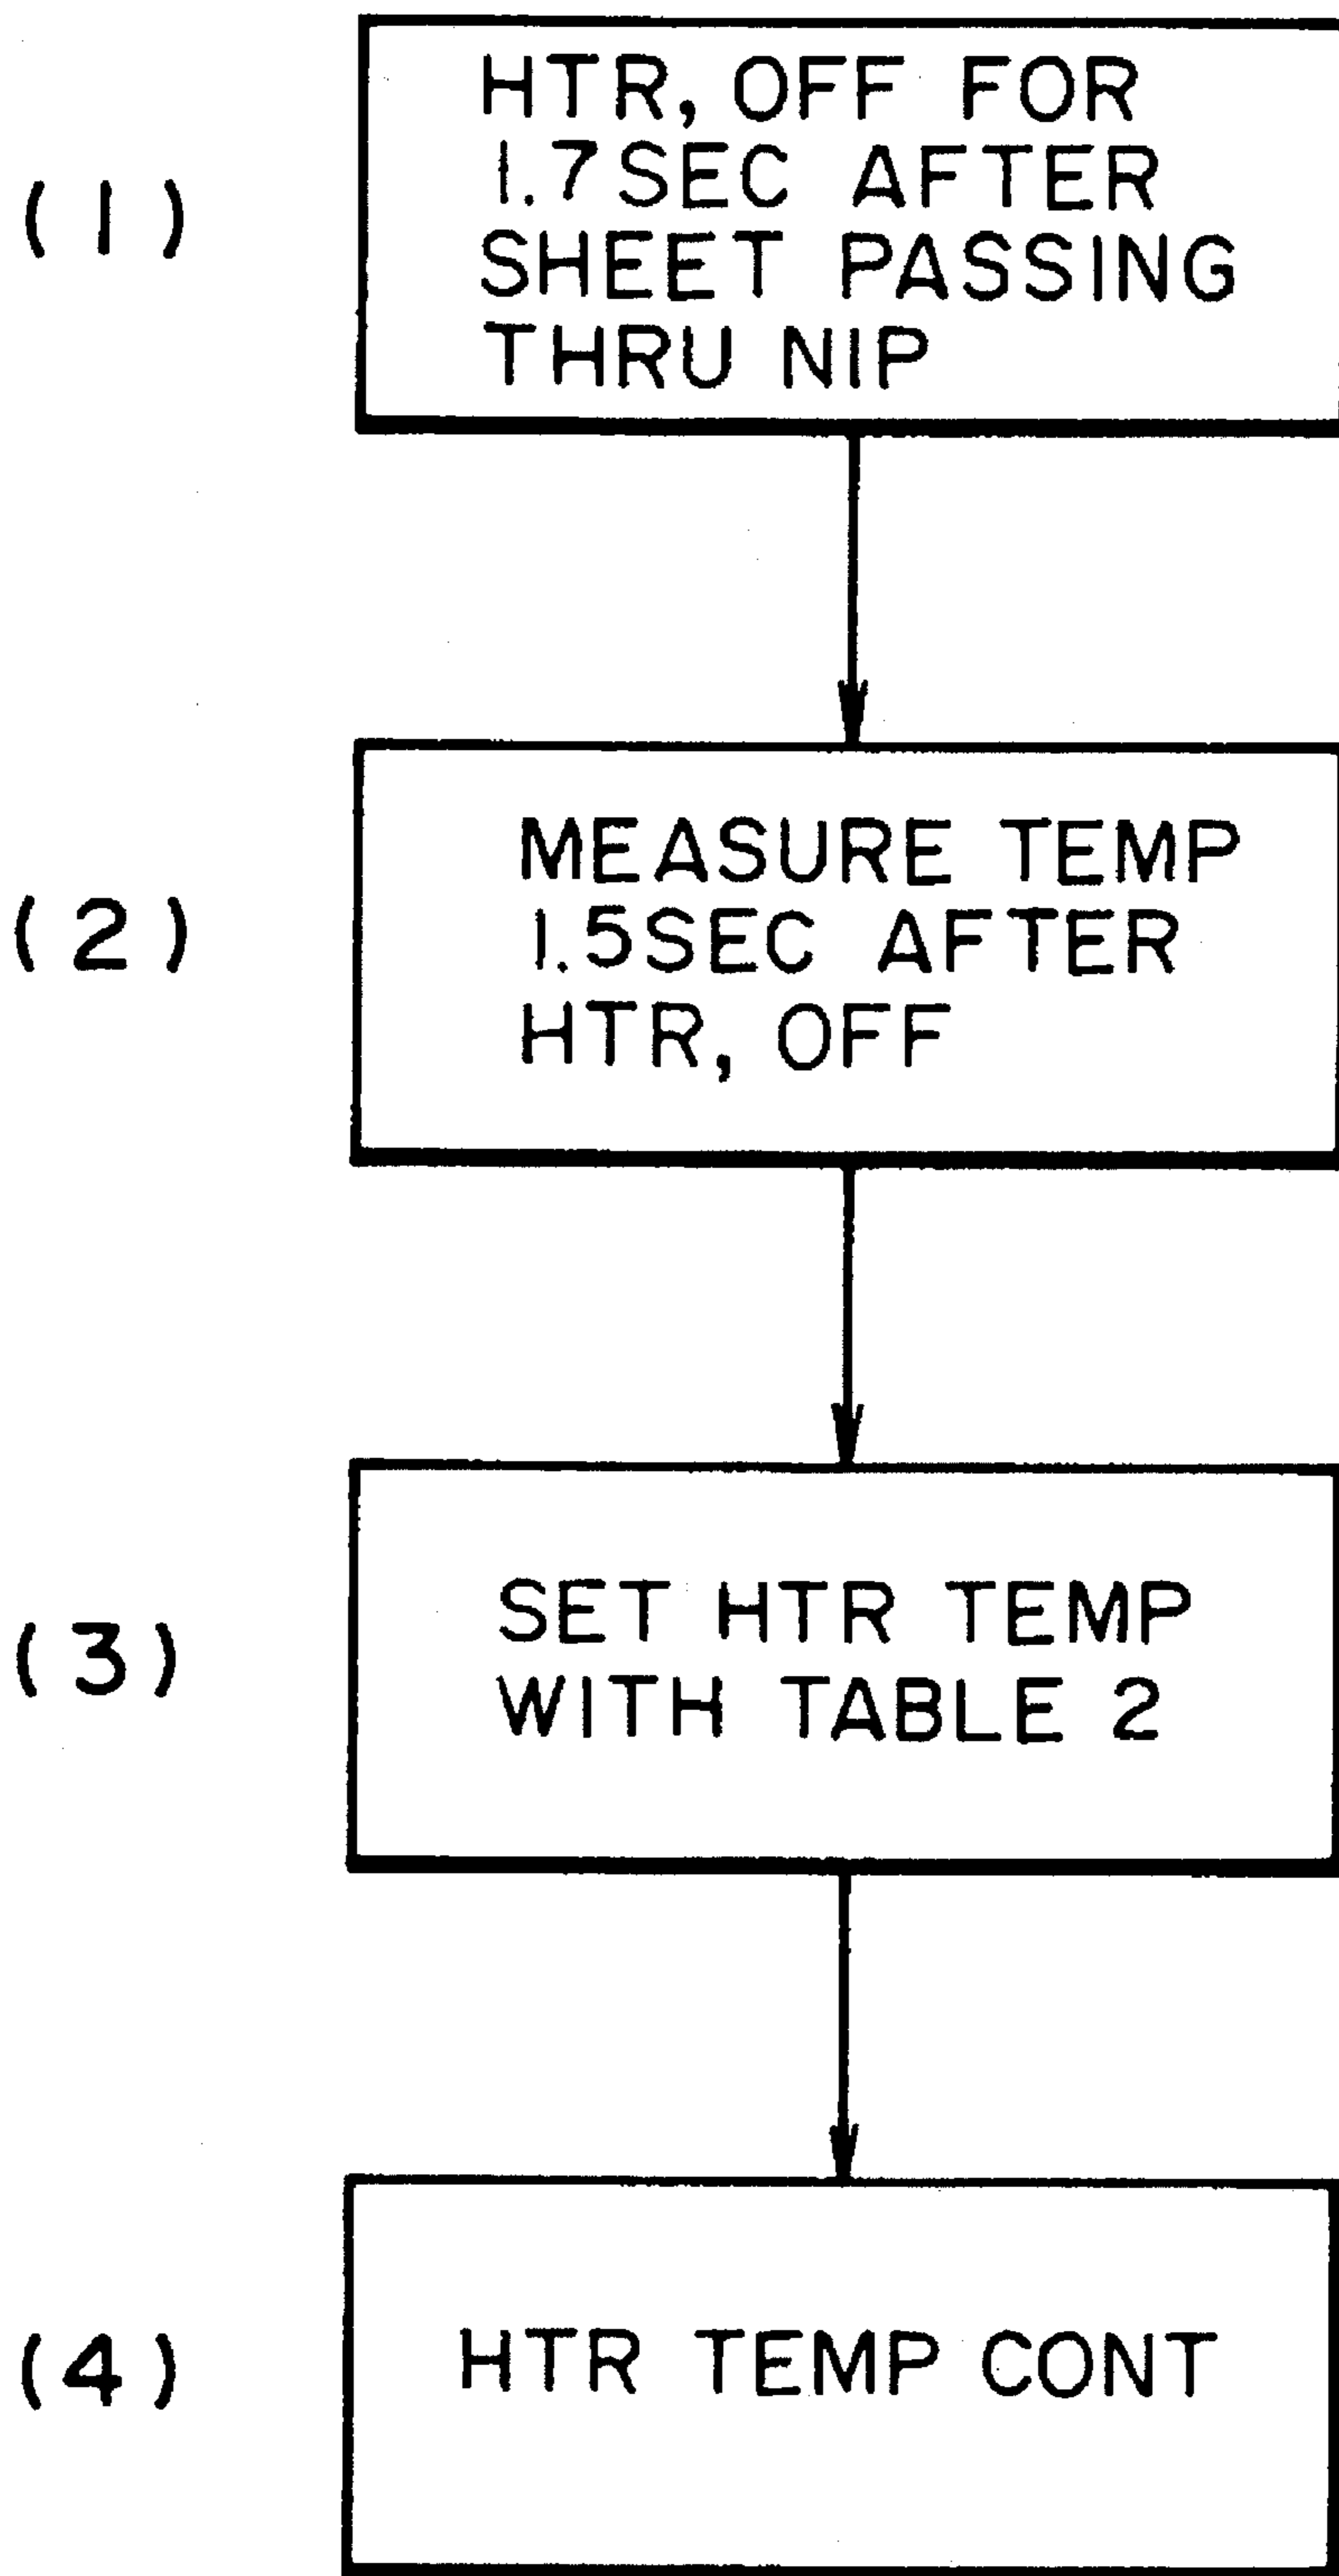 (1)
HTR, OFF FOR
1.7SEC AFTER
SHEET PASSING
THRU NIP
(2)
MEASURE TEMP
1.5SEC AFTER
HTR, OFF
(3)
SET HTR TEMP
WITH TABLE 2
(4)
HTR TEMP CONT